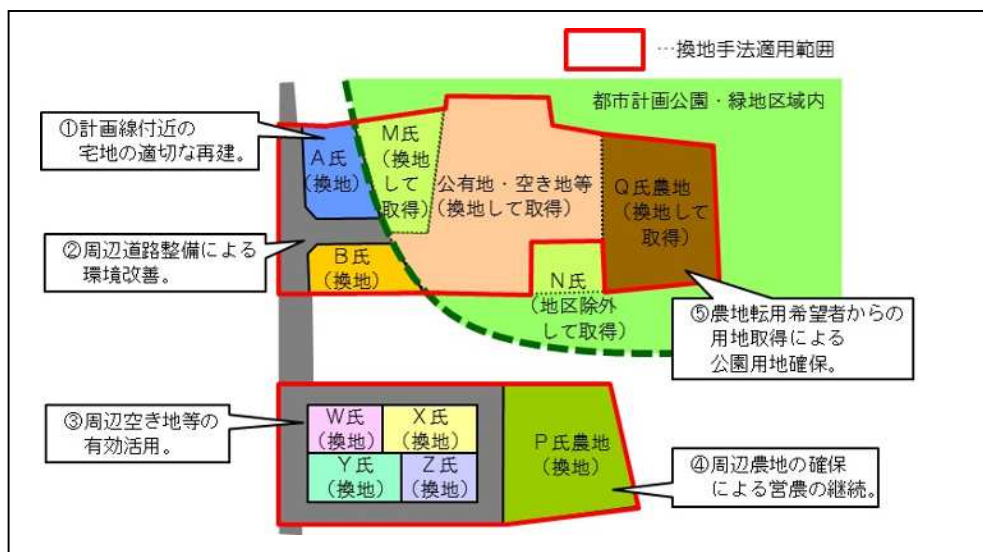 …換地手法適用範囲
都市計画公園・緑地区域内
①計画線付近の
宅地の適切な再建。
A氏
(換地)
M氏
(換地
して
取得)
公有地・空き地等
(換地して取得)
Q氏農地
(換地して
取得)
②周辺道路整備による
環境改善。
B氏
(換地)
N氏
(地区除外
して取得)
⑤農地転用希望者からの
用地取得による
公園用地確保。
③周辺空き地等の
有効活用。
W氏
(換地)
X氏
(換地)
Y氏
(換地)
Z氏
(換地)
P氏農地
(換地)
④周辺農地の確保
による営農の継続。